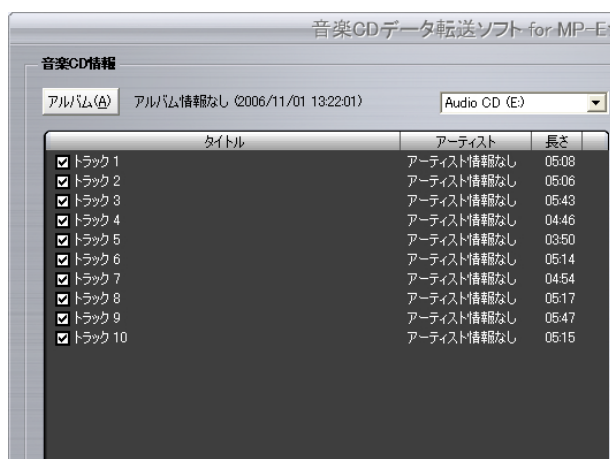 音楽CDデータ転送ソフト for MP-E
音楽CD情報
アルバム(A) アルバム情報なし (2006/11/01 13:22:01) Audio CD (E:)
タイトル アーティスト 長さ
トラック 1 アーティスト情報なし 05:08
トラック 2 アーティスト情報なし 05:06
トラック 3 アーティスト情報なし 05:43
トラック 4 アーティスト情報なし 04:46
トラック 5 アーティスト情報なし 03:50
トラック 6 アーティスト情報なし 05:14
トラック 7 アーティスト情報なし 04:54
トラック 8 アーティスト情報なし 05:17
トラック 9 アーティスト情報なし 05:47
トラック 10 アーティスト情報なし 05:15